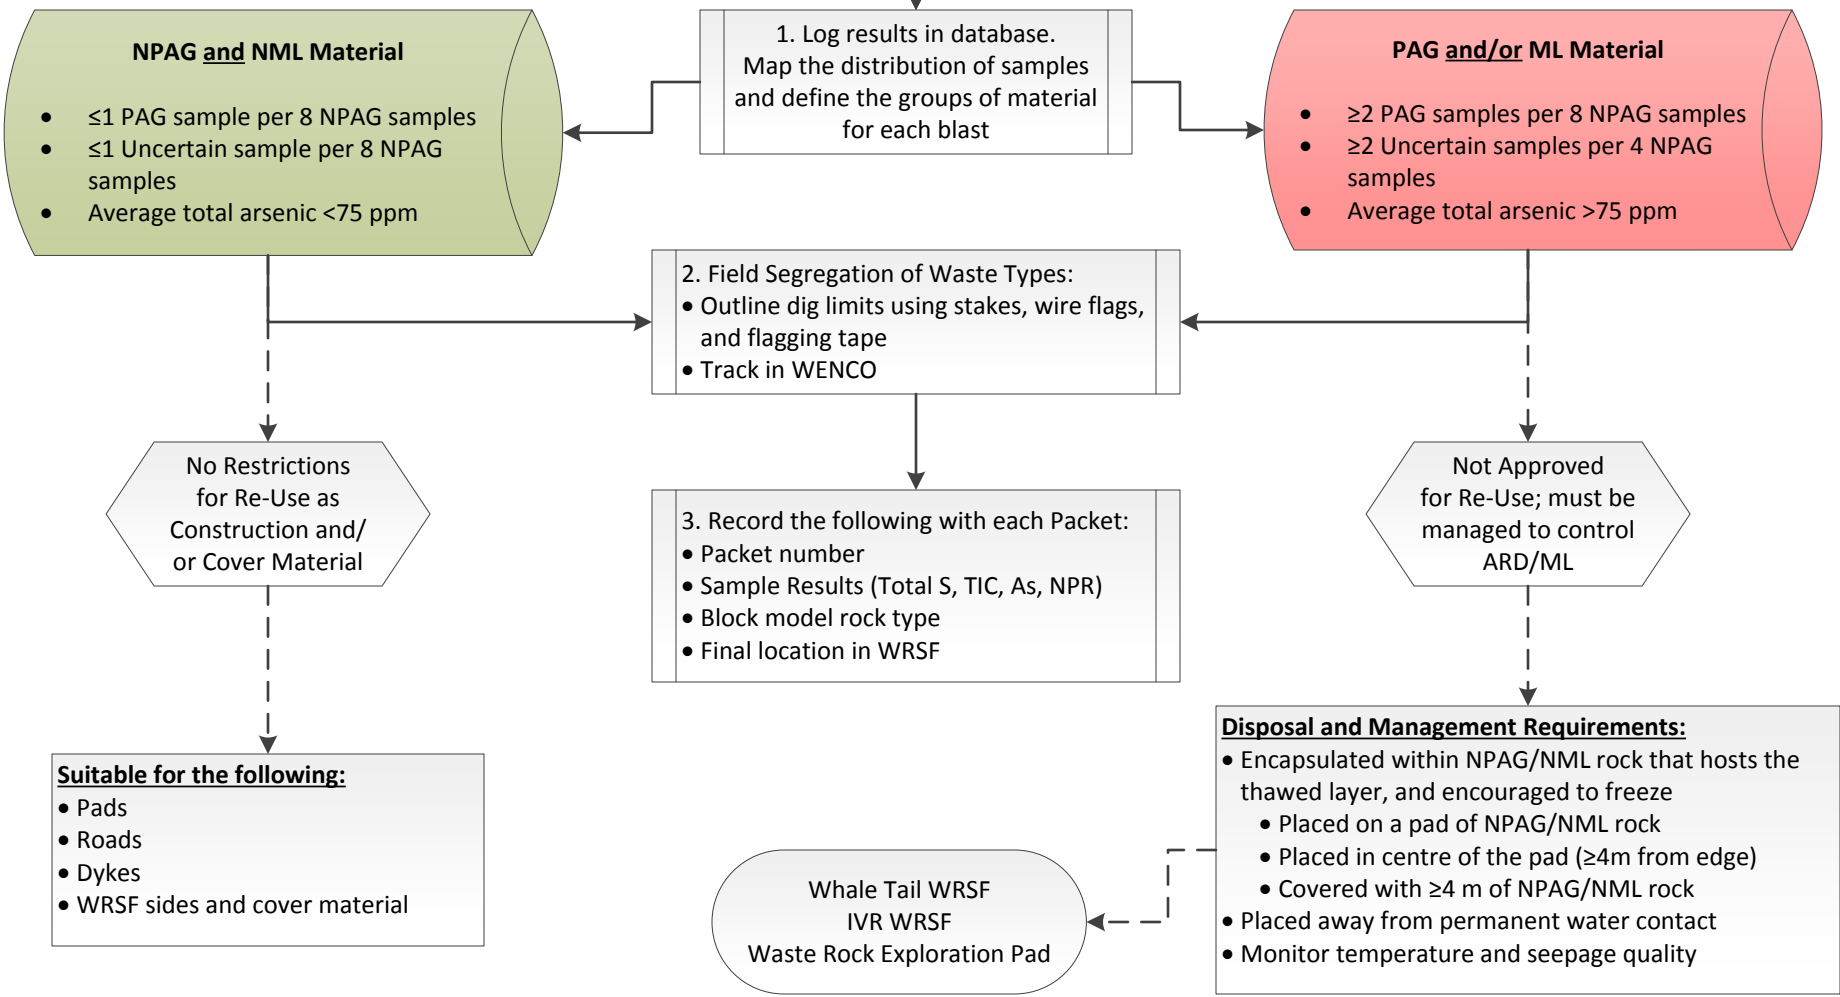 NPAG and NML Material
• ≤1 PAG sample per 8 NPAG samples
• ≤1 Uncertain sample per 8 NPAG
samples
• Average total arsenic <75 ppm
1. Log results in database.
Map the distribution of samples
and define the groups of material
for each blast
PAG and/or ML Material
• ≥2 PAG samples per 8 NPAG samples
• ≥2 Uncertain samples per 4 NPAG
samples
• Average total arsenic >75 ppm
2. Field Segregation of Waste Types:
• Outline dig limits using stakes, wire flags,
and flagging tape
• Track in WENCO
No Restrictions
for Re-Use as
Construction and/
or Cover Material
3. Record the following with each Packet:
• Packet number
• Sample Results (Total S, TIC, As, NPR)
• Block model rock type
• Final location in WRSF
Not Approved
for Re-Use; must be
managed to control
ARD/ML
Suitable for the following:
• Pads
• Roads
• Dykes
• WRSF sides and cover material
Disposal and Management Requirements:
• Encapsulated within NPAG/NML rock that hosts the
thawed layer, and encouraged to freeze
• Placed on a pad of NPAG/NML rock
• Placed in centre of the pad (≥4m from edge)
• Covered with ≥4 m of NPAG/NML rock
• Placed away from permanent water contact
• Monitor temperature and seepage quality
Whale Tail WRSF
IVR WRSF
Waste Rock Exploration Pad